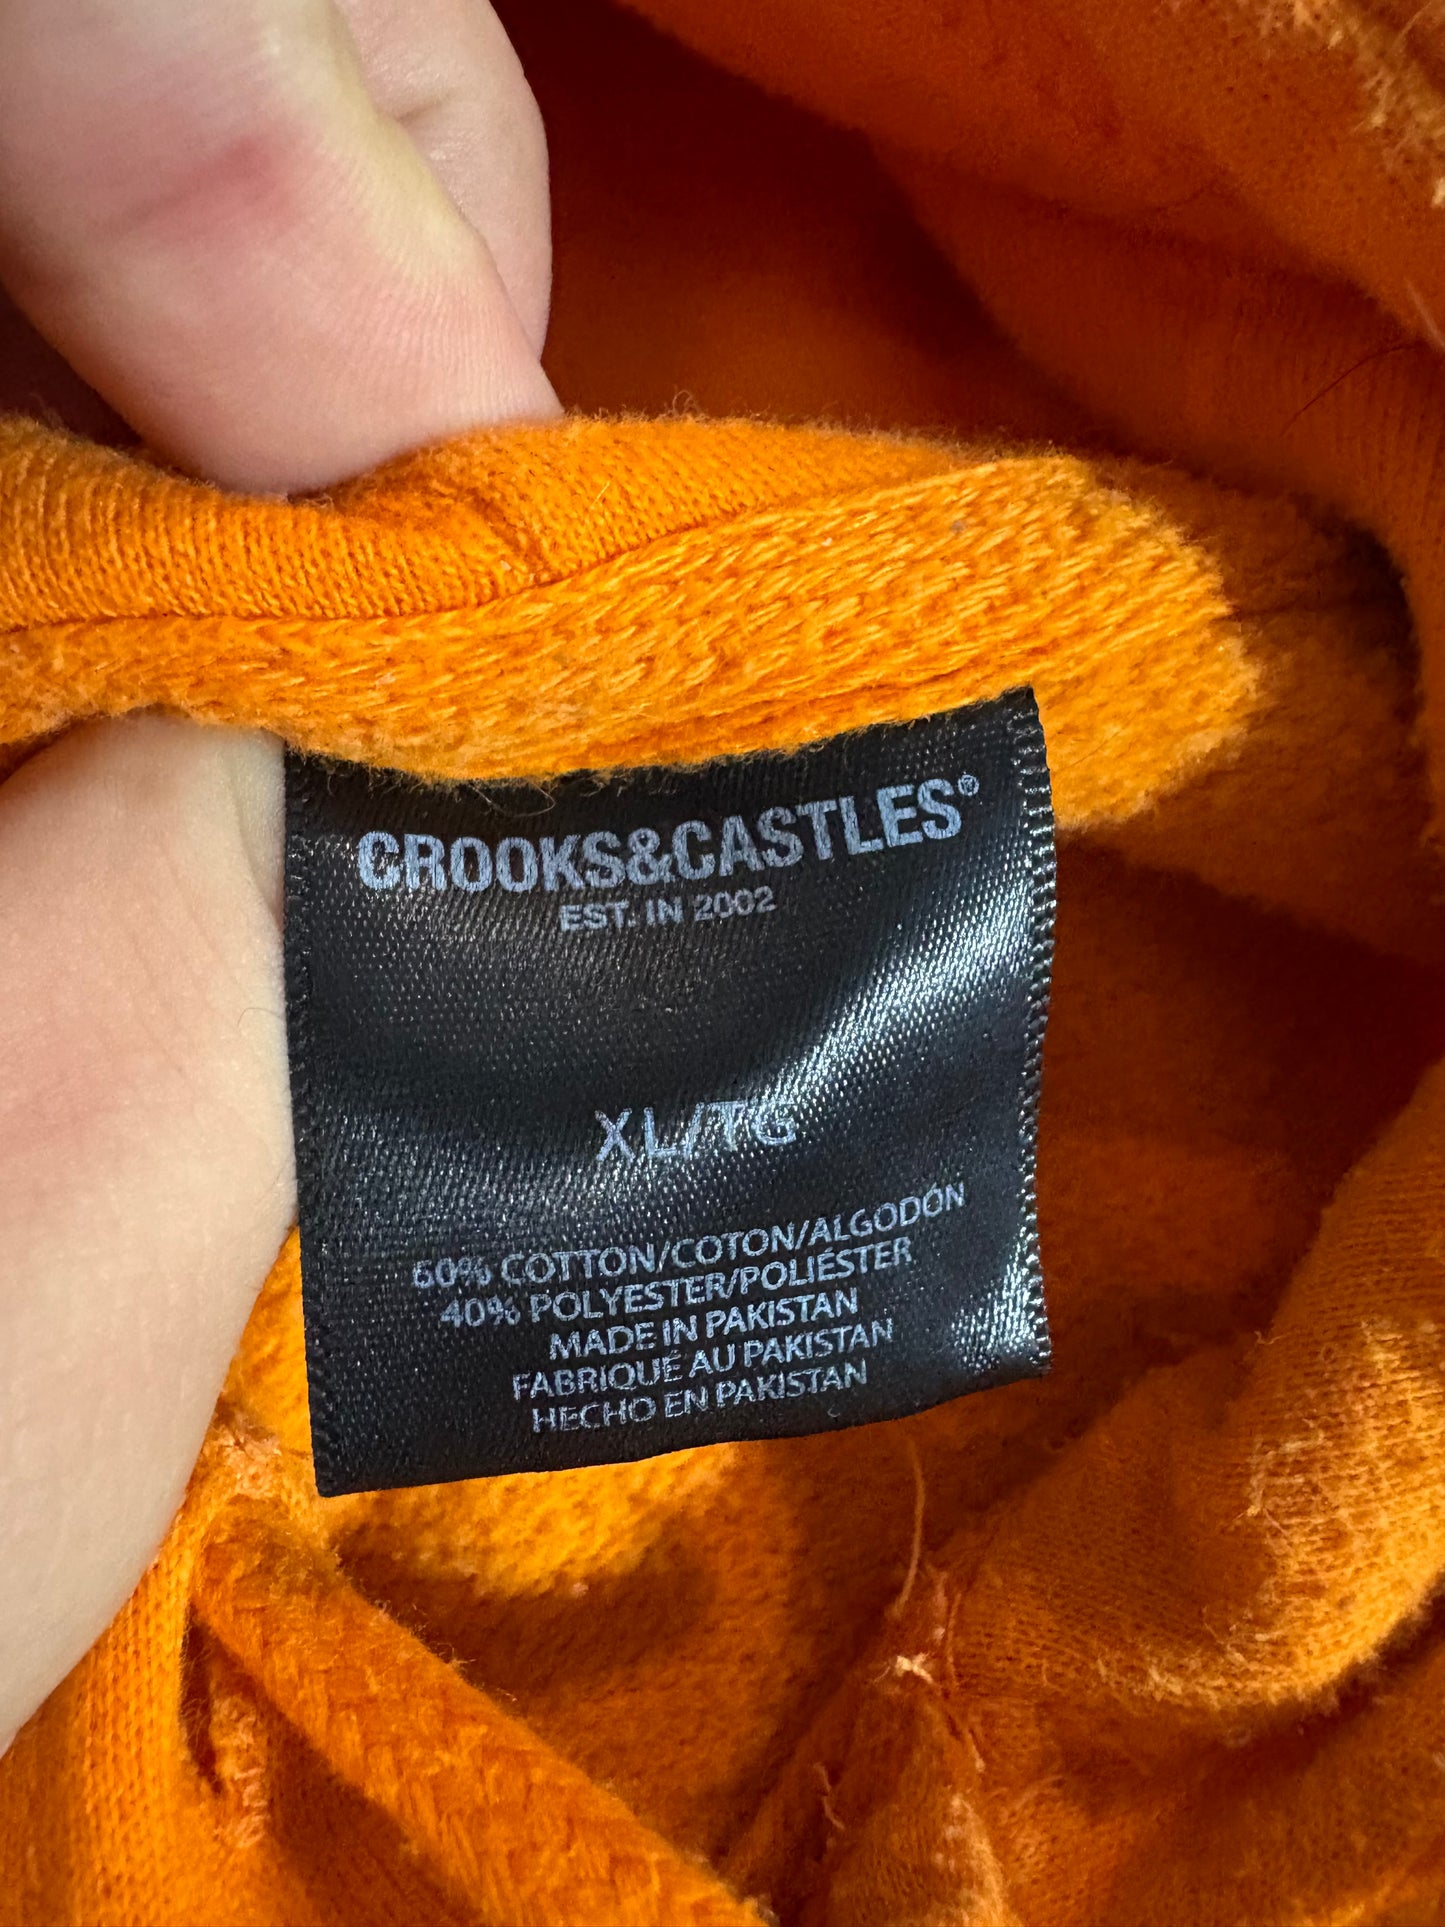 CROOKS&CASTLES®
EST. IN 2002
XL/TG
60% COTTON/COTON/ALGODÓN
40% POLYESTER/POLIÉSTER
MADE IN PAKISTAN
FABRIQUÉ AU PAKISTAN
HECHO EN PAKISTAN